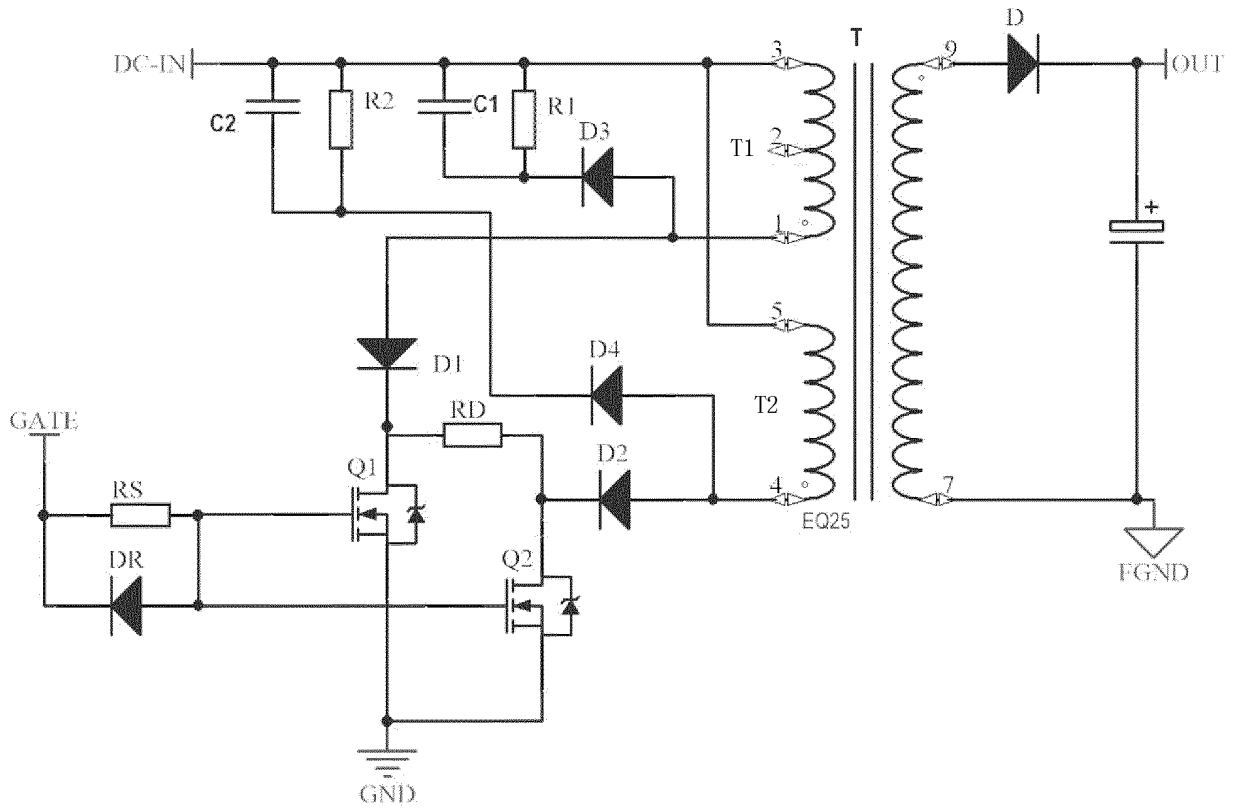 D
T
3
9
DC-IN
OUT
R2
C1
R1
C2
D3
2
T1
+
1
5
D4
D1
T2
RD
GATE
D2
Q1
4
7
RS
EQ25
Q2
DR
FGND
GND